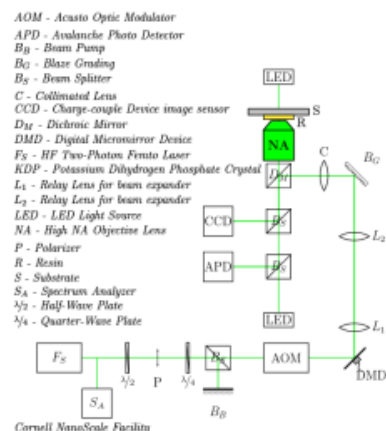 AOM - Acusto Optic Modulator
APD - Avalanche Photo Detector
B_B - Beam Pump
B_G - Blaze Grading
B_S - Beam Splitter
C - Collimated Lens
CCD - Charge-couple Device image sensor
D_M - Dichroic Mirror
DMD - Digital Micromirror Device
F_S - HF Two-Photon Femto Laser
KDP - Potassium Dihydrogen Phosphate Crystal
L_1 - Relay Lens for beam expander
L_2 - Relay Lens for beam expander
LED - LED Light Source
NA - High NA Objective Lens
P - Polarizer
R - Resin
S - Substrate
S_A - Spectrum Analyzer
λ/2 - Half-Wave Plate
λ/4 - Quarter-Wave Plate
LED
S
R
NA
D_M
C
B_G
CCD
B_S
L_2
APD
B_S
LED
L_1
F_S
λ/2
P
λ/4
B_S
AOM
DMD
S_A
B_B
Cornell NanoScale Facility